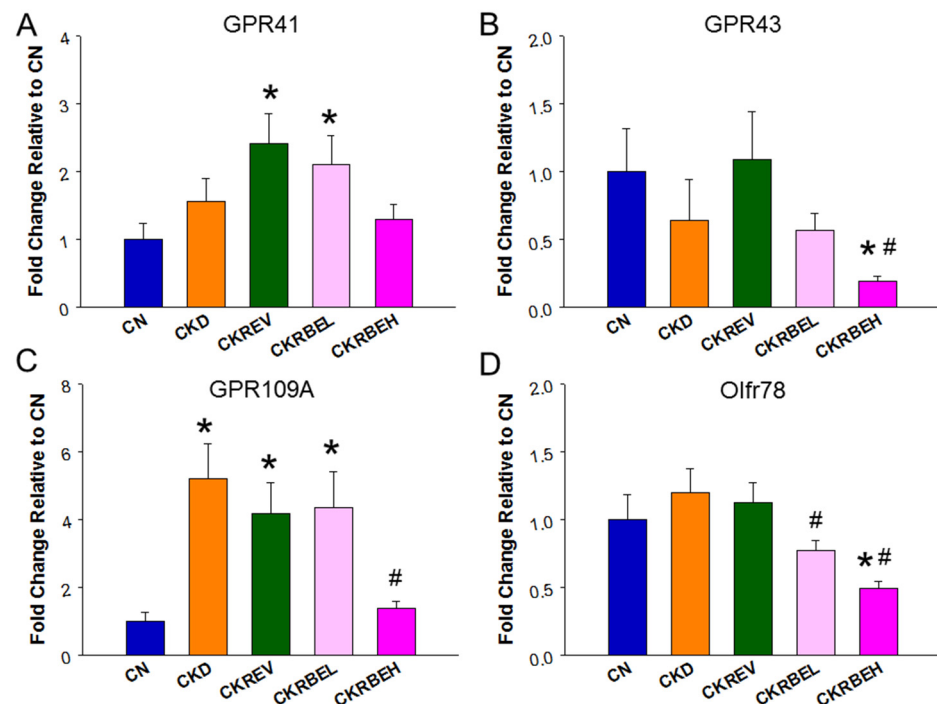 A
GPR41
Fold Change Relative to CN
4
3
2
1
0
*
*
CN
CKD
CKREV
CKRBEL
CKRBEH
B
GPR43
Fold Change Relative to CN
2.0
1.5
1.0
0.5
0.0
* #
CN
CKD
CKREV
CKRBEL
CKRBEH
C
GPR109A
Fold Change Relative to CN
8
6
4
2
0
*
*
*
#
CN
CKD
CKREV
CKRBEL
CKRBEH
D
Olfr78
Fold Change Relative to CN
2.0
1.5
1.0
0.5
0.0
#
* #
CN
CKD
CKREV
CKRBEL
CKRBEH